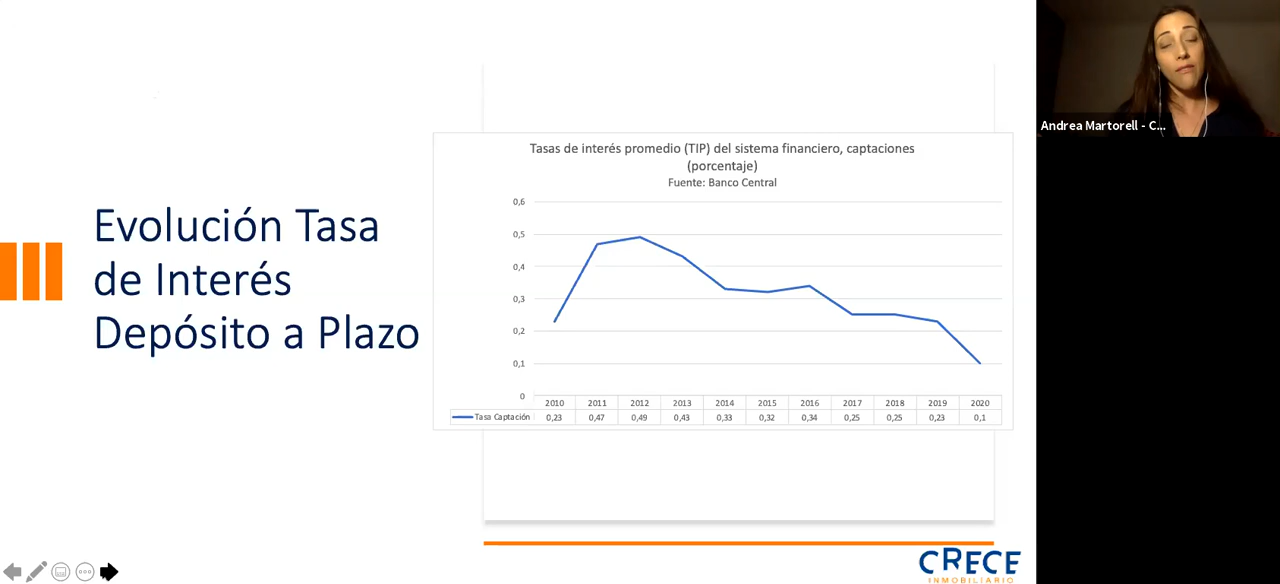 Evolución Tasa
de Interés
Depósito a Plazo
Tasas de interés promedio (TIP) del sistema financiero, captaciones
(porcentaje)
Fuente: Banco Central
0,6
0,5
0,4
0,3
0,2
0,1
0
2010 2011 2012 2013 2014 2015 2016 2017 2018 2019 2020
Tasa Captación 0,23 0,47 0,49 0,43 0,33 0,32 0,34 0,25 0,25 0,23 0,1
CRECE
INMOBILIARIO
Andrea Martorell - C...